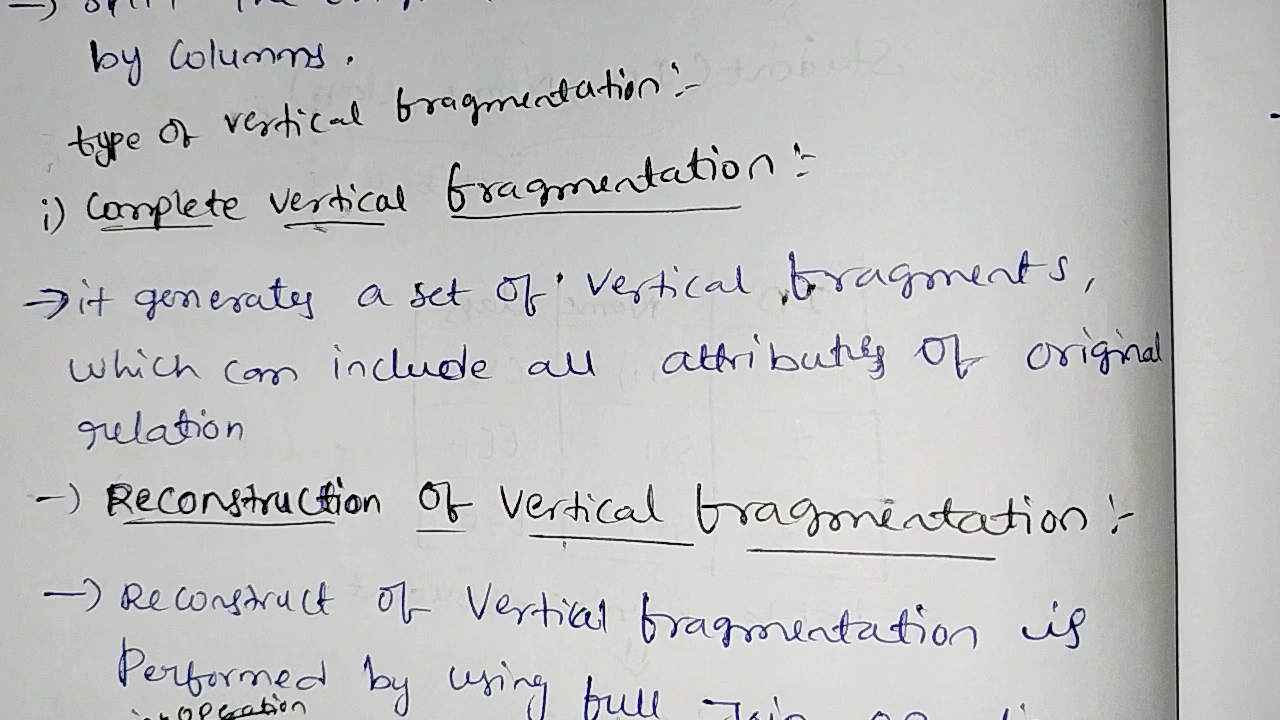 by Columns.
type of vertical fragmentation:-
i) Complete vertical fragmentation :-
→ it generates a set of vertical fragments,
which can include all attributes of original
relation
→ Reconstruction of vertical fragmentation :-
→ Reconstruct of Vertical fragmentation is
Performed by using full Join
operation